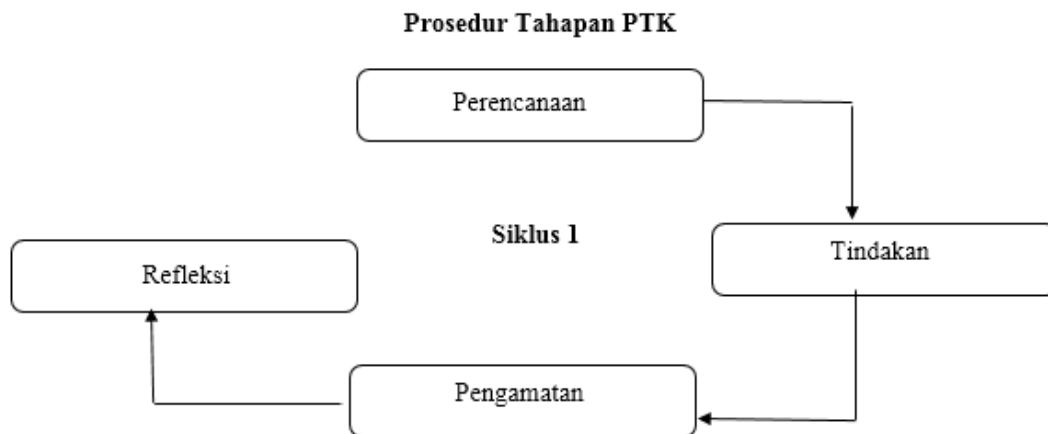 Prosedur Tahapan PTK
Perencanaan
Siklus 1
Tindakan
Refleksi
Pengamatan